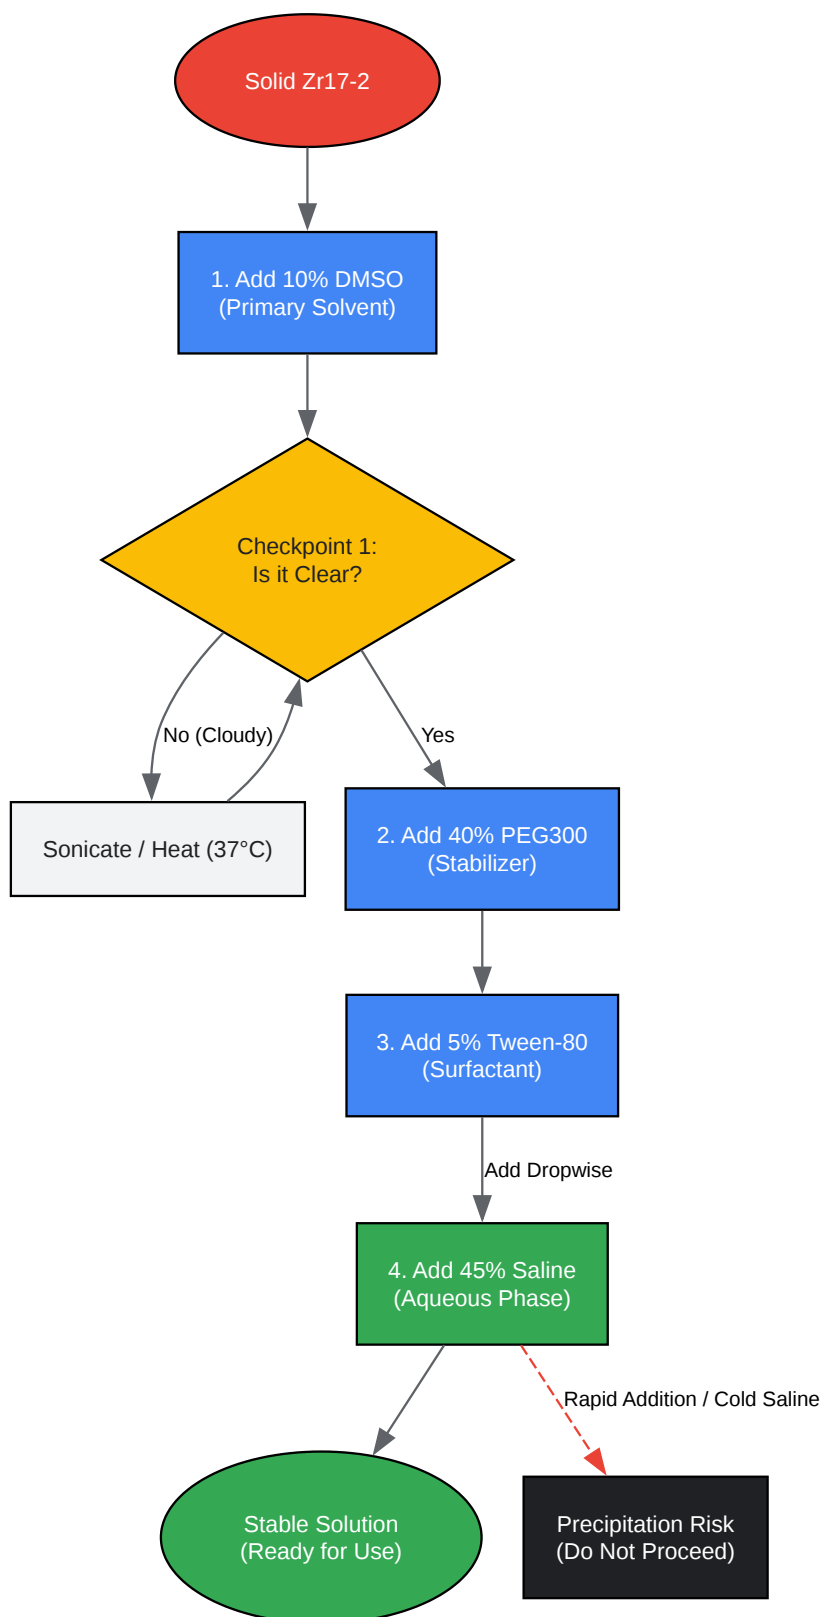 Solid Zr17-2
1. Add 10% DMSO
(Primary Solvent)
Checkpoint 1:
Is it Clear?
No (Cloudy)
Yes
Sonicate / Heat (37°C)
2. Add 40% PEG300
(Stabilizer)
3. Add 5% Tween-80
(Surfactant)
Add Dropwise
4. Add 45% Saline
(Aqueous Phase)
Rapid Addition / Cold Saline
Stable Solution
(Ready for Use)
Precipitation Risk
(Do Not Proceed)